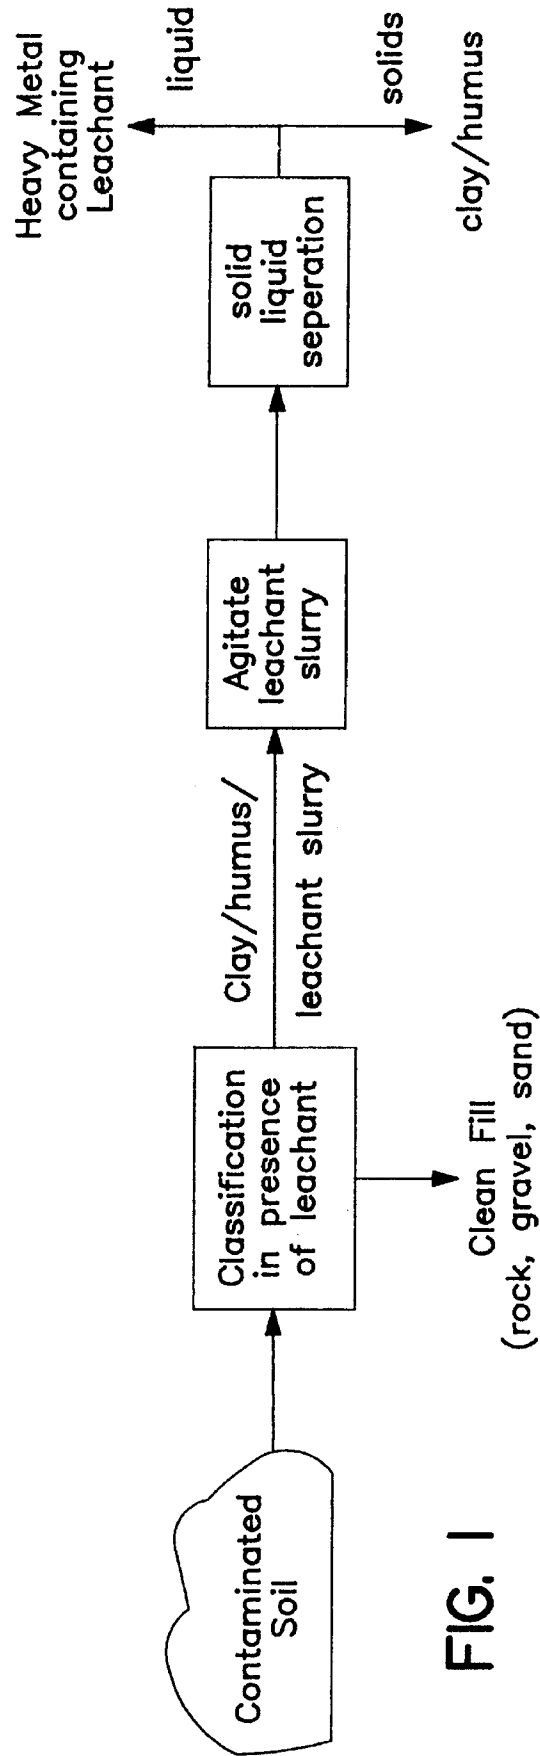 Contaminated
Soil
Classification
in presence
of leachant
Clean Fill
(rock, gravel, sand)
Clay/humus/
leachant slurry
Agitate
leachant
slurry
solid
liquid
seperation
Heavy Metal
containing
Leachant
liquid
solids
clay/humus
FIG. 1